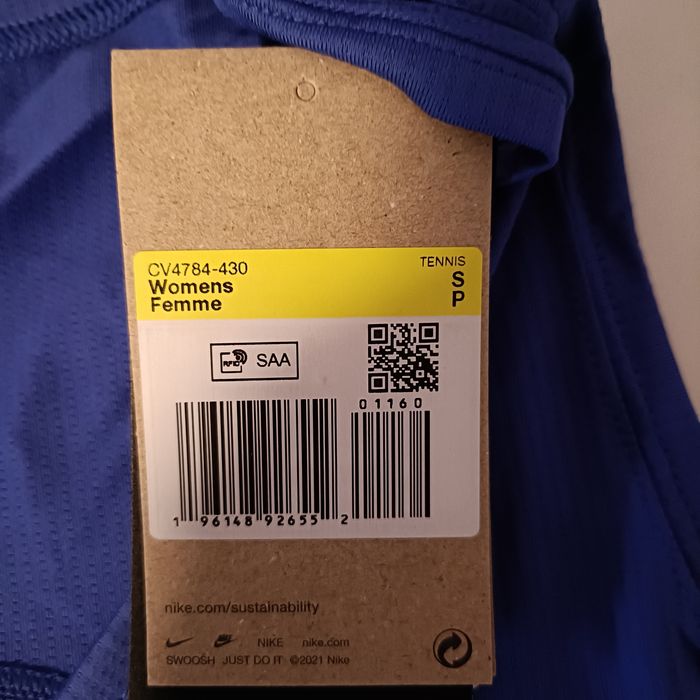 CV4784-430
Womens
Femme
TENNIS
S
P
RFID SAA
01160
1 96148 92655 2
nike.com/sustainability
NIKE nike.com
SWOOSH JUST DO IT ©2021 Nike